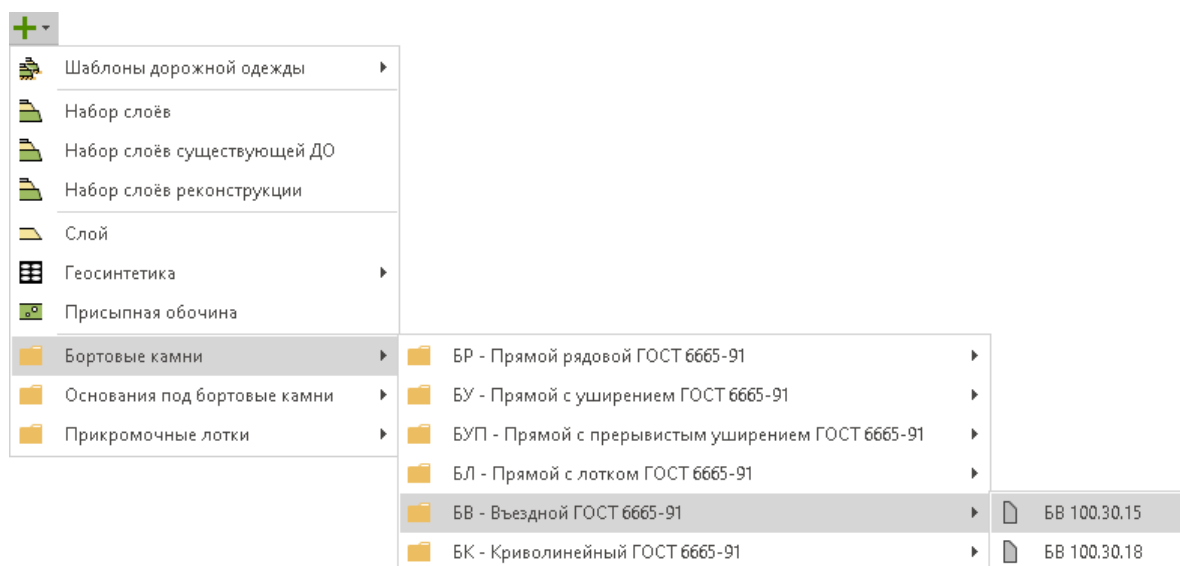 Шаблоны дорожной одежды
Набор слоёв
Набор слоёв существующей ДО
Набор слоёв реконструкции
Слой
Геосинтетика
Присыпная обочина
Бортовые камни
Основания под бортовые камни
Прикромочные лотки
БР - Прямой рядовой ГОСТ 6665-91
БУ - Прямой с уширением ГОСТ 6665-91
БУП - Прямой с прерывистым уширением ГОСТ 6665-91
БЛ - Прямой с лотком ГОСТ 6665-91
БВ - Въездной ГОСТ 6665-91
БК - Криволинейный ГОСТ 6665-91
БВ 100.30.15
БВ 100.30.18